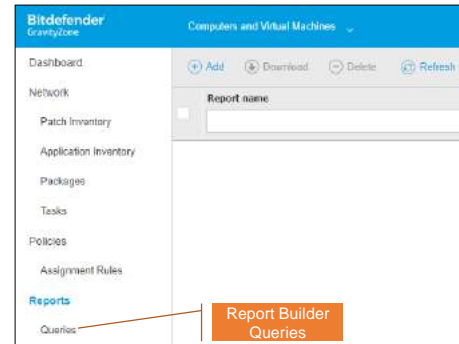 Bitdefender
GravityZone
Computers and Virtual Machines
Dashboard
Add Download Delete Refresh
Network
Report name
Patch Inventory
Application Inventory
Packages
Tasks
Policies
Assignment Rules
Reports
Queries
Report Builder
Queries